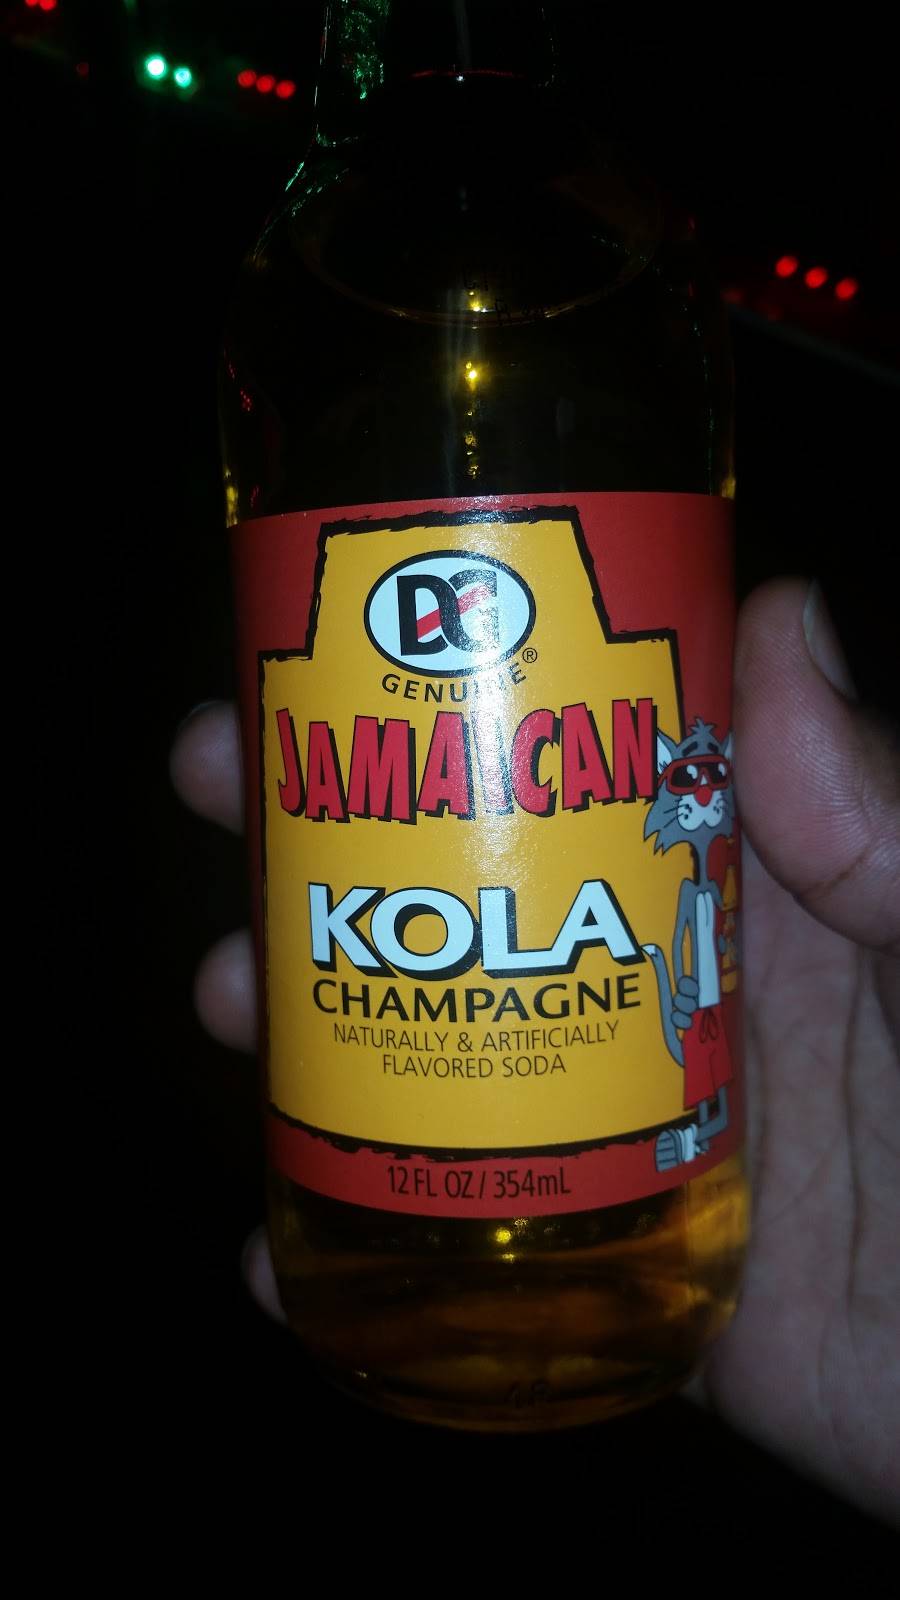 DG
GENUINE®
JAMAICAN
KOLA
CHAMPAGNE
NATURALLY & ARTIFICIALLY
FLAVORED SODA
12 FL OZ / 354mL